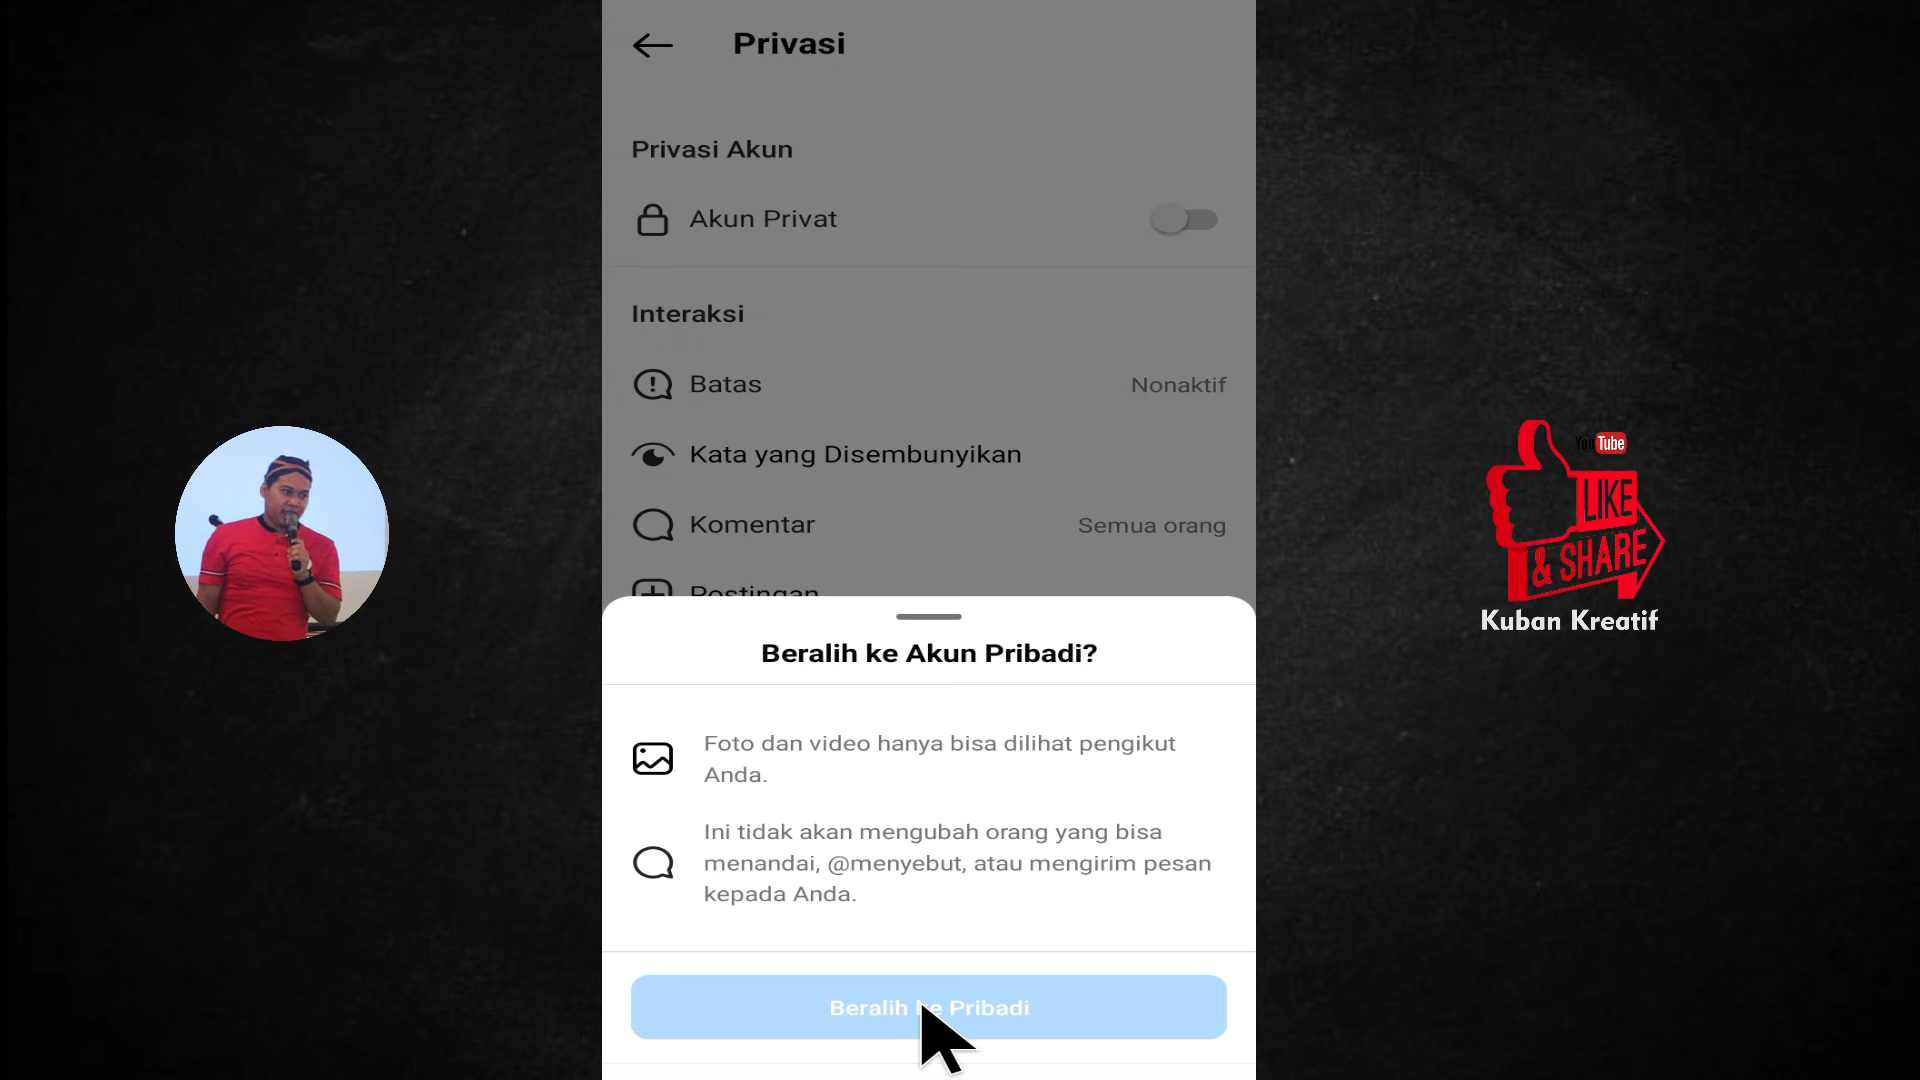 Privasi
Privasi Akun
Akun Privat
Interaksi
Batas
Nonaktif
Kata yang Disembunyikan
Komentar
Semua orang
Postingan
Beralih ke Akun Pribadi?
Foto dan video hanya bisa dilihat pengikut
Anda.
Ini tidak akan mengubah orang yang bisa
menandai, @menyebut, atau mengirim pesan
kepada Anda.
Beralih ke Pribadi
YouTube
LIKE
& SHARE
Kuban Kreatif